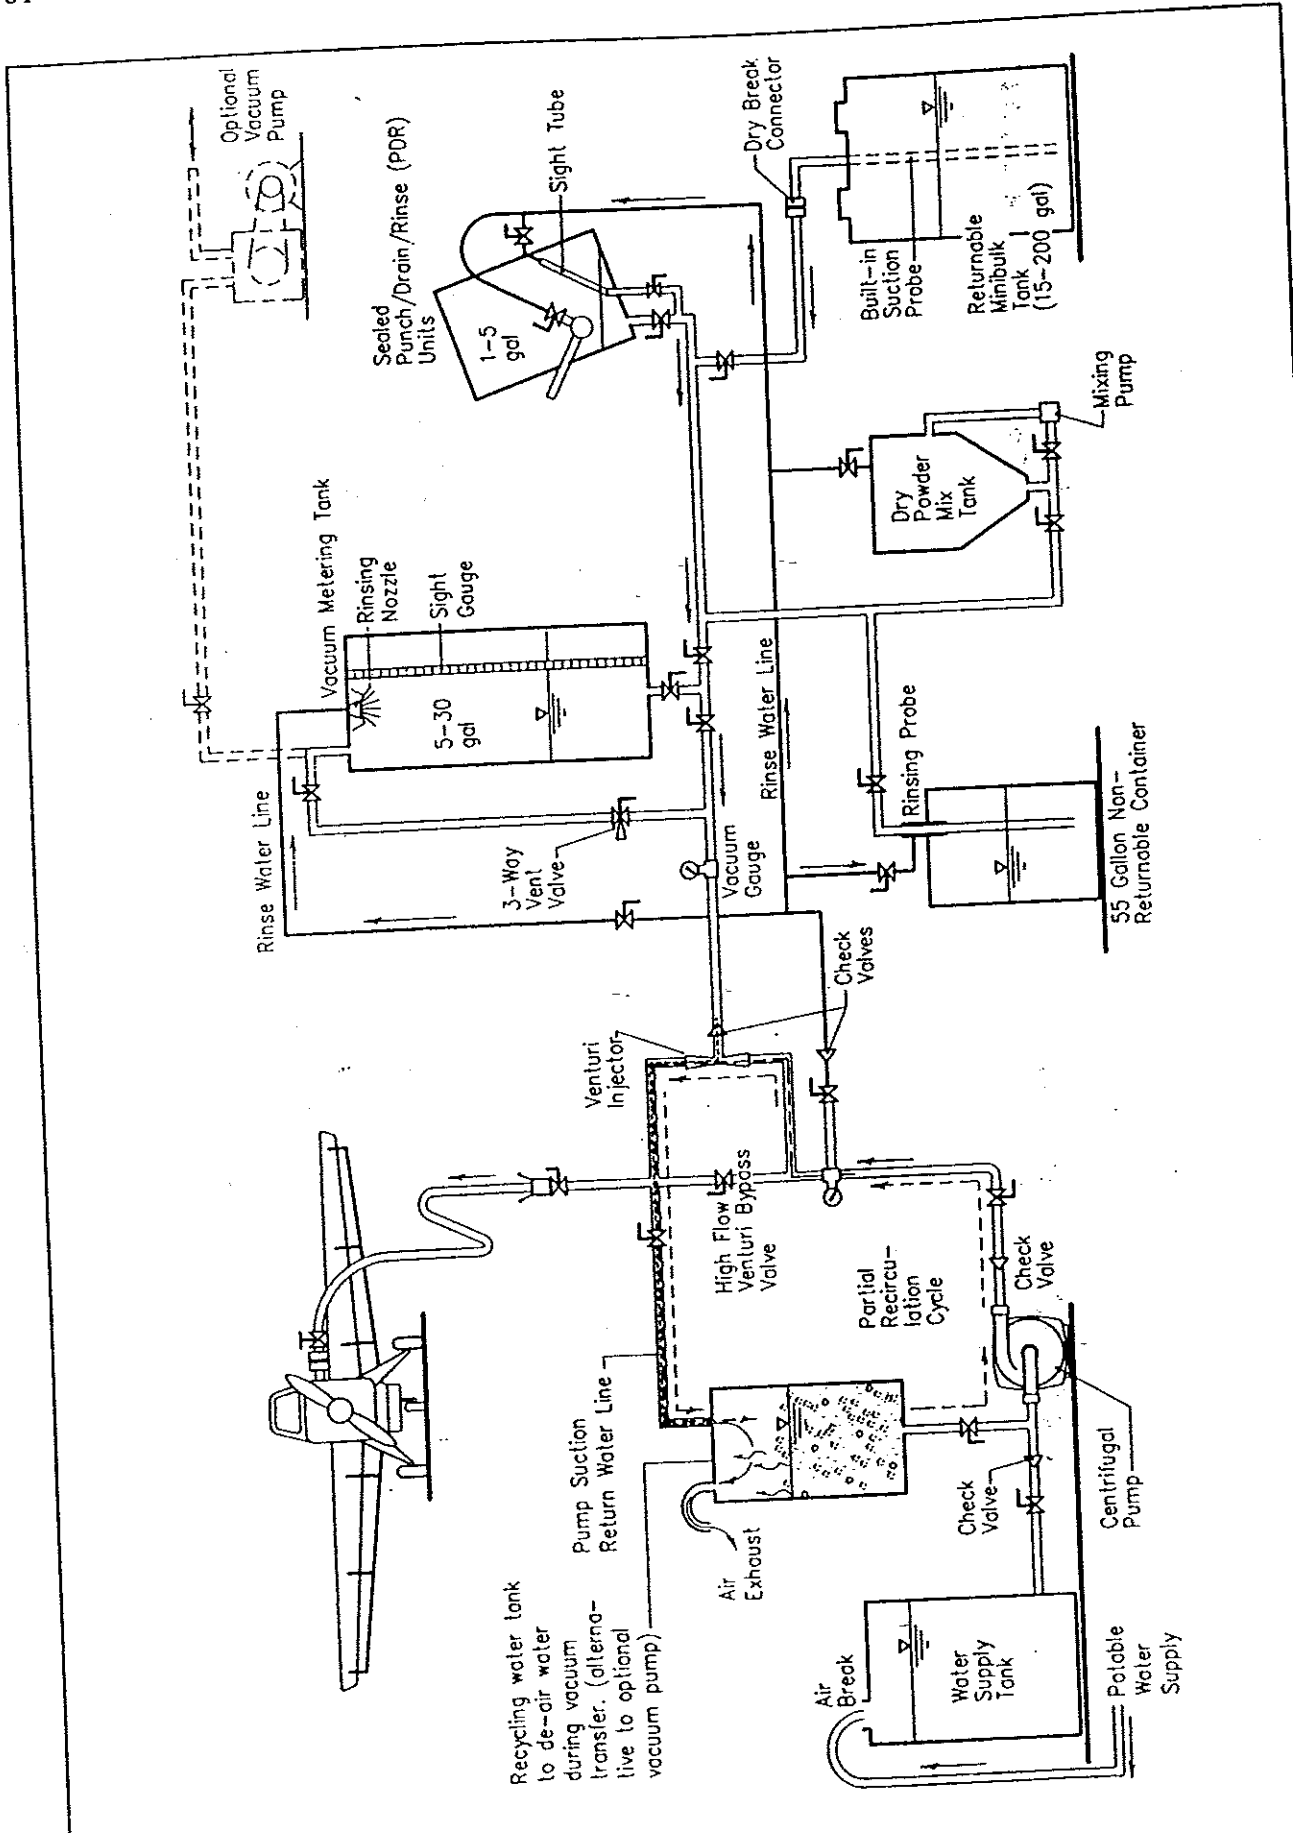 Optional
Vacuum
Pump
Sealed
Punch/Drain/Rinse (PDR)
Units
1-5
gal
Sight Tube
Dry Break
Connector
Built-in
Suction
Probe
Returnable
Minibulk
Tank
(15-200 gal)
Vacuum Metering Tank
Rinsing
Nozzle
Sight
Gauge
5-30
gal
Rinse Water Line
3-Way
Vent
Valve
Vacuum
Gauge
Rinse Water Line
Dry
Powder
Mix
Tank
Mixing
Pump
Rinsing Probe
55 Gallon Non-
Returnable Container
Check
Valves
Venturi
Injector
High Flow
Venturi Bypass
Valve
Partial
Recircu-
lation
Cycle
Check
Valve
Pump Suction
Return Water Line
Recycling water tank
to de-air water
during vacuum
transfer. (alterna-
tive to optional
vacuum pump)
Air
Exhaust
Check
Valve
Centrifugal
Pump
Air
Break
Water
Supply
Tank
Potable
Water
Supply